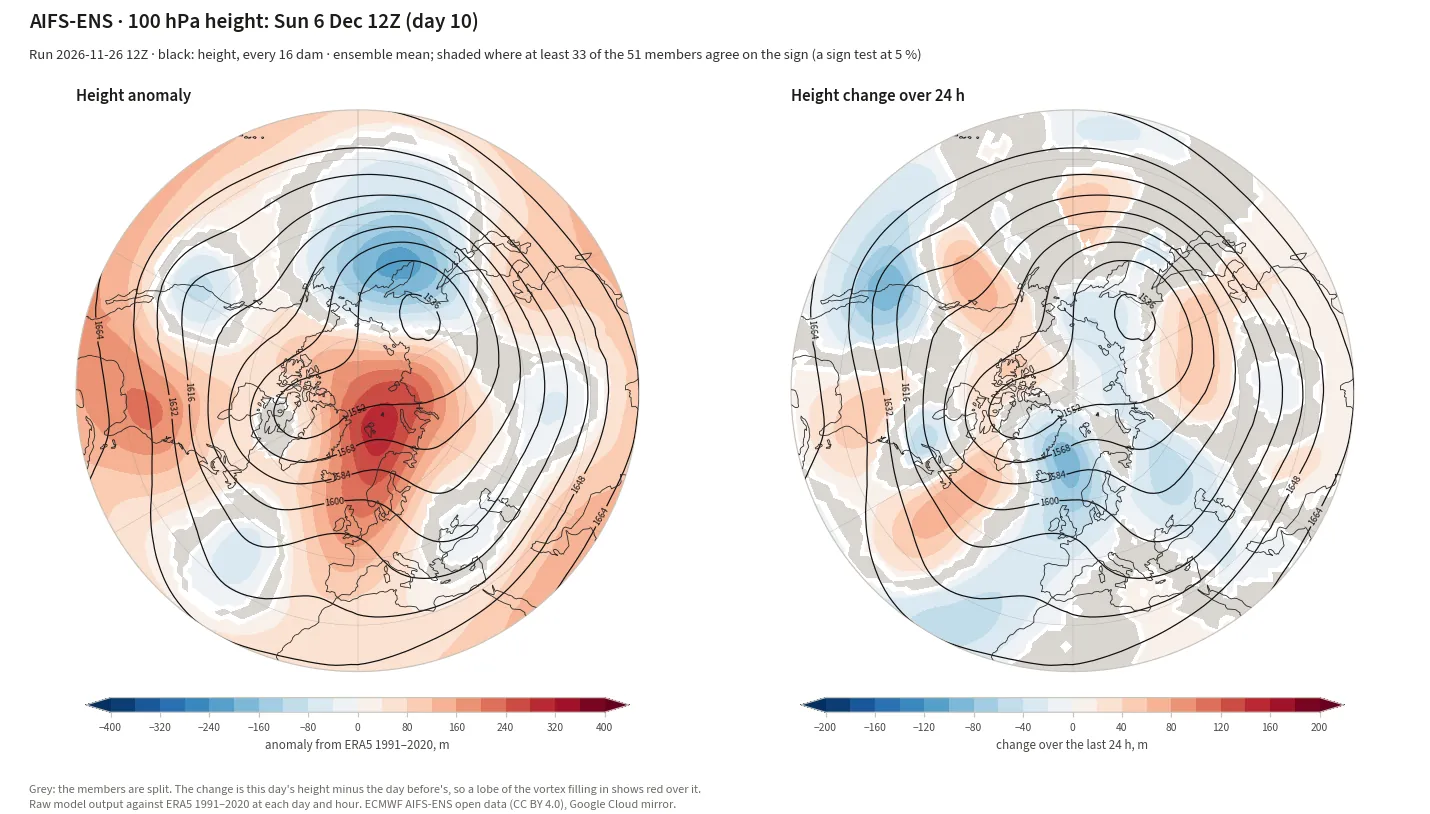 AIFS-ENS · 100 hPa height: Sun 6 Dec 12Z (day 10)
Run 2026-11-26 12Z · black: height, every 16 dam · ensemble mean; shaded where at least 33 of the 51 members agree on the sign (a sign test at 5 %)
Height anomaly
Height change over 24 h
1664
1616
1632
1552
1568
1584
1600
1648
1664
1664
1616
1632
1552
1568
1584
1600
1648
1664
−400 −320 −240 −160 −80 0 80 160 240 320 400
anomaly from ERA5 1991–2020, m
−200 −160 −120 −80 −40 0 40 80 120 160 200
change over the last 24 h, m
Grey: the members are split. The change is this day's height minus the day before's, so a lobe of the vortex filling in shows red over it.
Raw model output against ERA5 1991–2020 at each day and hour. ECMWF AIFS-ENS open data (CC BY 4.0), Google Cloud mirror.